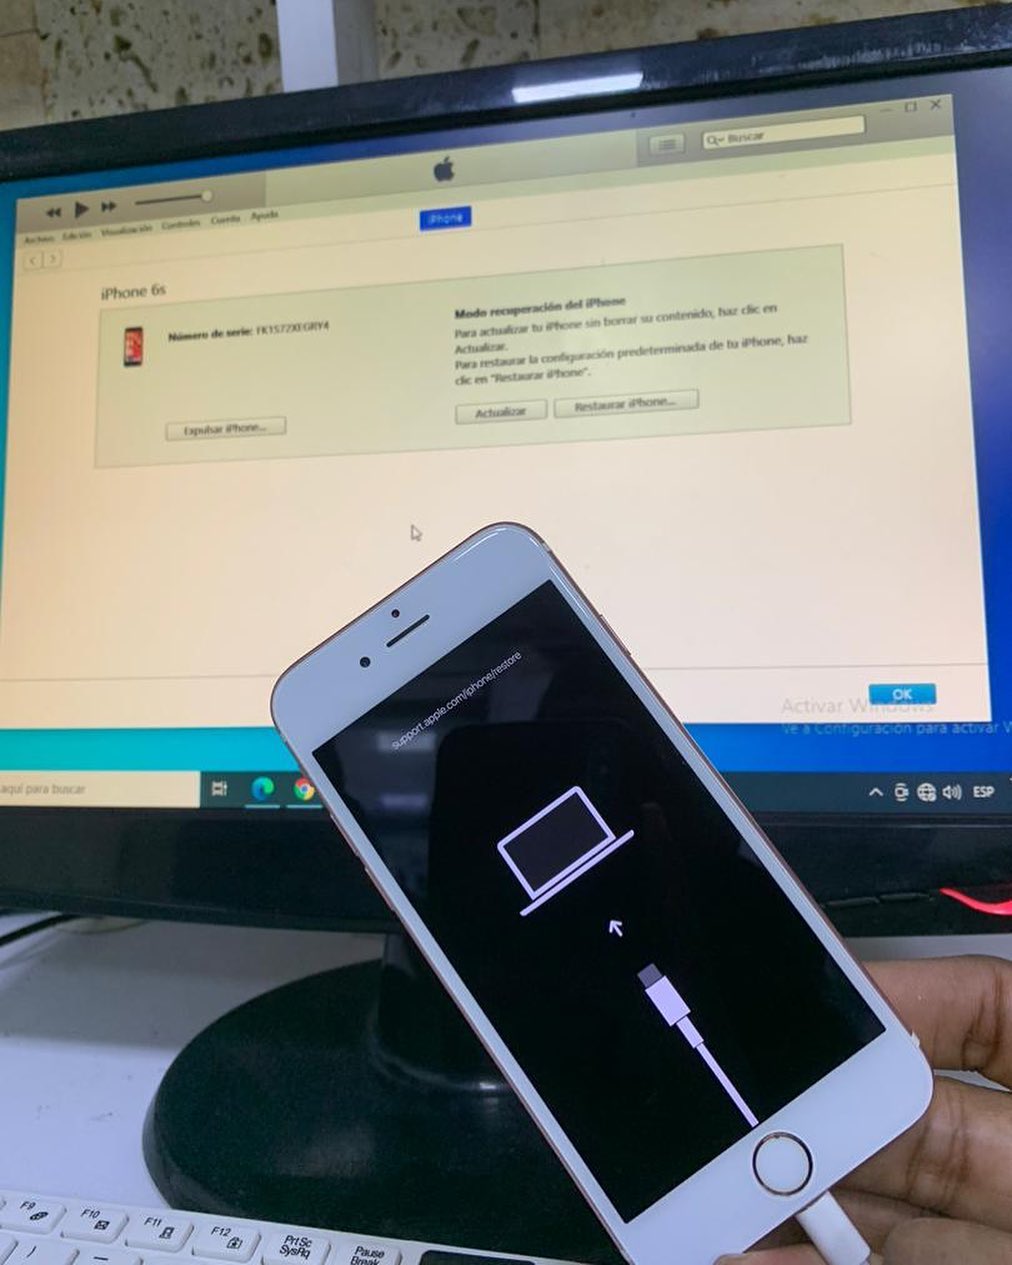 Buscar
Archivo Edición Visualización Controles Cuenta Ayuda
iPhone
iPhone 6s
Número de serie:
Modo recuperación del iPhone
Para actualizar tu iPhone sin borrar su contenido, haz clic en
Actualizar.
Para restaurar la configuración predeterminada de tu iPhone, haz
clic en "Restaurar iPhone".
Expulsar iPhone...
Actualizar
Restaurar iPhone...
OK
Activar Windows
Ve a Configuración para activar
aquí para buscar
ESP
support.apple.com/iphone/restore
F9
F10
F11
F12
PrtSc
SysRq
Pause
Break